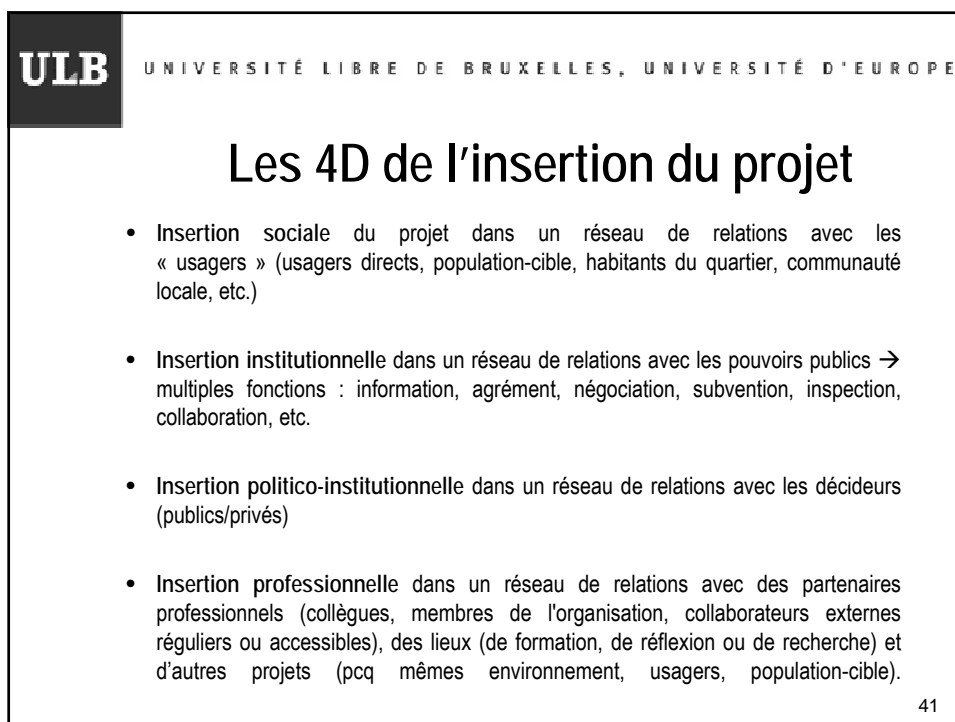 ULB
UNIVERSITÉ LIBRE DE BRUXELLES, UNIVERSITÉ D'EUROPE
Les 4D de l'insertion du projet
• Insertion sociale du projet dans un réseau de relations avec les
« usagers » (usagers directs, population-cible, habitants du quartier, communauté
locale, etc.)
• Insertion institutionnelle dans un réseau de relations avec les pouvoirs publics →
multiples fonctions : information, agrément, négociation, subvention, inspection,
collaboration, etc.
• Insertion politico-institutionnelle dans un réseau de relations avec les décideurs
(publics/privés)
• Insertion professionnelle dans un réseau de relations avec des partenaires
professionnels (collègues, membres de l'organisation, collaborateurs externes
réguliers ou accessibles), des lieux (de formation, de réflexion ou de recherche) et
d'autres projets (pcq mêmes environnement, usagers, population-cible).
41